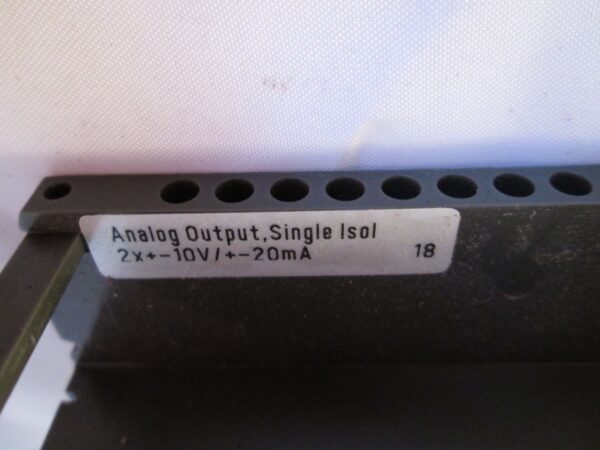 Analog Output,Single Isol
2x+-10V/+-20mA 18